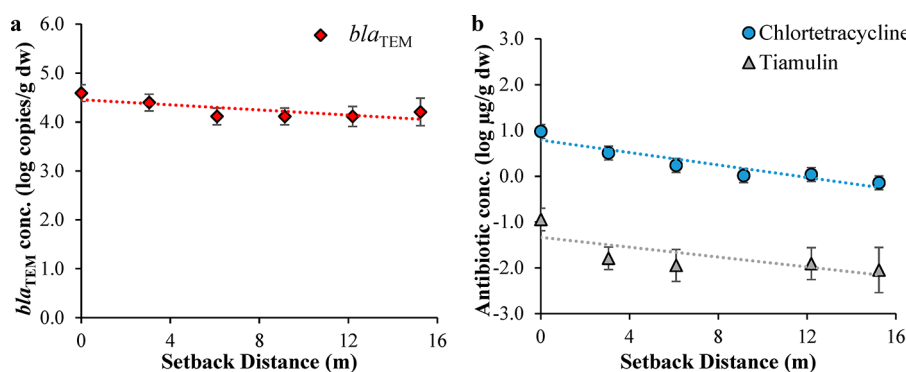 a
bla_TEM
6.0
5.0
4.0
3.0
2.0
1.0
0.0
0
4
8
12
16
bla_TEM conc. (log copies/g dw)
Setback Distance (m)
b
Chlortetracycline
Tiamulin
3.0
2.0
1.0
0.0
-1.0
-2.0
-3.0
0
4
8
12
16
Antibiotic conc. (log µg/g dw)
Setback Distance (m)